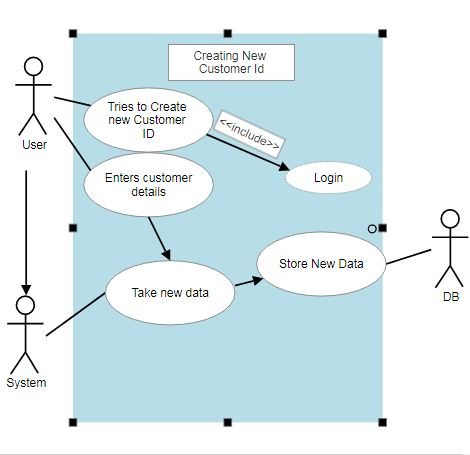 Creating New
Customer Id
Tries to Create
new Customer
ID
<<include>>
User
Enters customer
details
Login
Store New Data
Take new data
DB
System